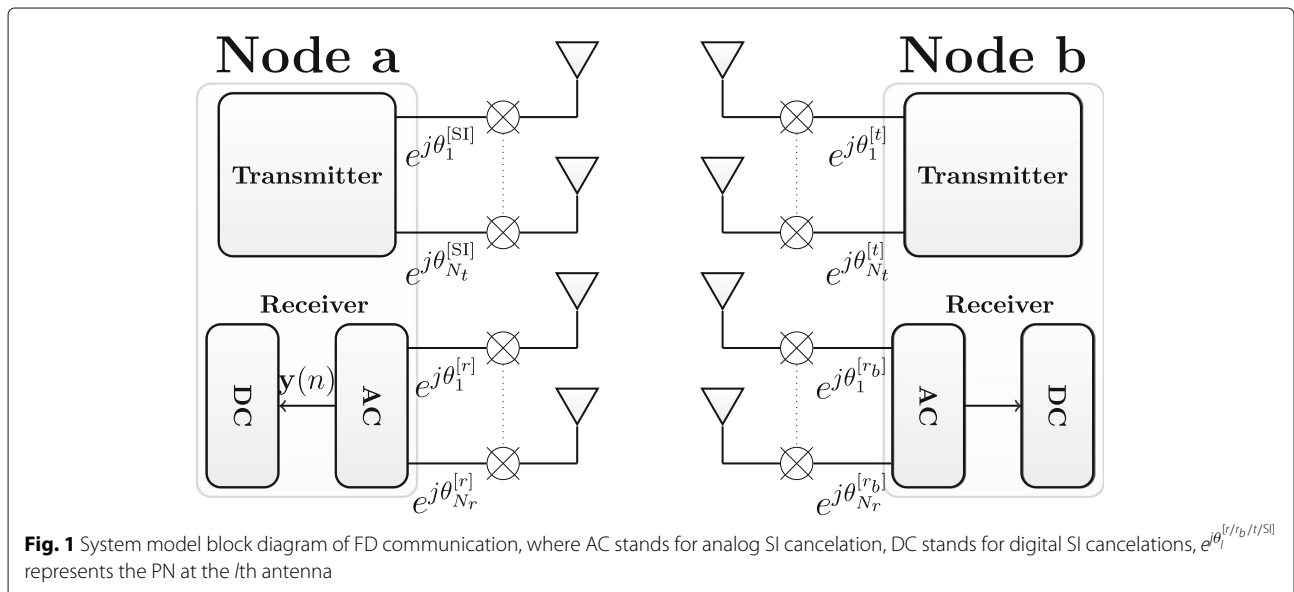 Node a
Node b
Transmitter
Transmitter
e^{jθ_1^{[SI]}}
e^{jθ_1^{[t]}}
e^{jθ_{N_t}^{[SI]}}
e^{jθ_{N_t}^{[t]}}
Receiver
Receiver
DC
y(n)
AC
e^{jθ_1^{[r]}}
e^{jθ_1^{[r_b]}}
AC
DC
e^{jθ_{N_r}^{[r]}}
e^{jθ_{N_r}^{[r_b]}}
Fig. 1 System model block diagram of FD communication, where AC stands for analog SI cancelation, DC stands for digital SI cancelations, e^{jθ_l^{[r/r_b/t/SI]}}
represents the PN at the lth antenna